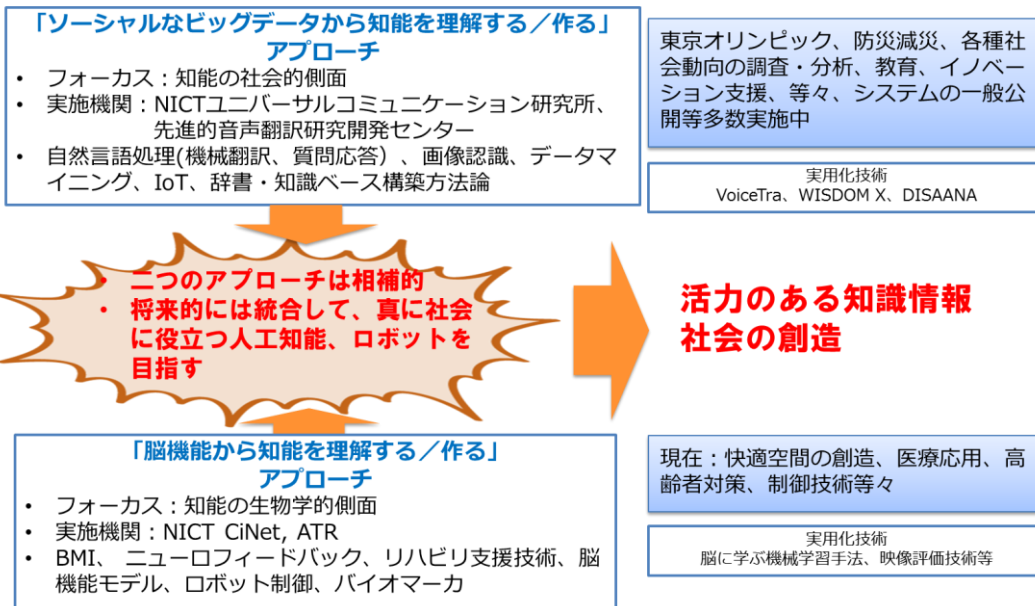 「ソーシャルなビッグデータから知能を理解する／作る」
アプローチ
• フォーカス：知能の社会的側面
• 実施機関：NICTユニバーサルコミュニケーション研究所、
先進的音声翻訳研究開発センター
• 自然言語処理(機械翻訳、質問応答）、画像認識、データマ
イニング、IoT、辞書・知識ベース構築方法論
東京オリンピック、防災減災、各種社
会動向の調査・分析、教育、イノベー
ション支援、等々、システムの一般公
開等多数実施中
実用化技術
VoiceTra、WISDOM X、DISAANA
• 二つのアプローチは相補的
• 将来的には統合して、真に社会
に役立つ人工知能、ロボットを
目指す
活力のある知識情報
社会の創造
「脳機能から知能を理解する／作る」
アプローチ
• フォーカス：知能の生物学的側面
• 実施機関：NICT CiNet, ATR
• BMI、 ニューロフィードバック、リハビリ支援技術、脳
機能モデル、ロボット制御、バイオマーカ
現在：快適空間の創造、医療応用、高
齢者対策、制御技術等々
実用化技術
脳に学ぶ機械学習手法、映像評価技術等